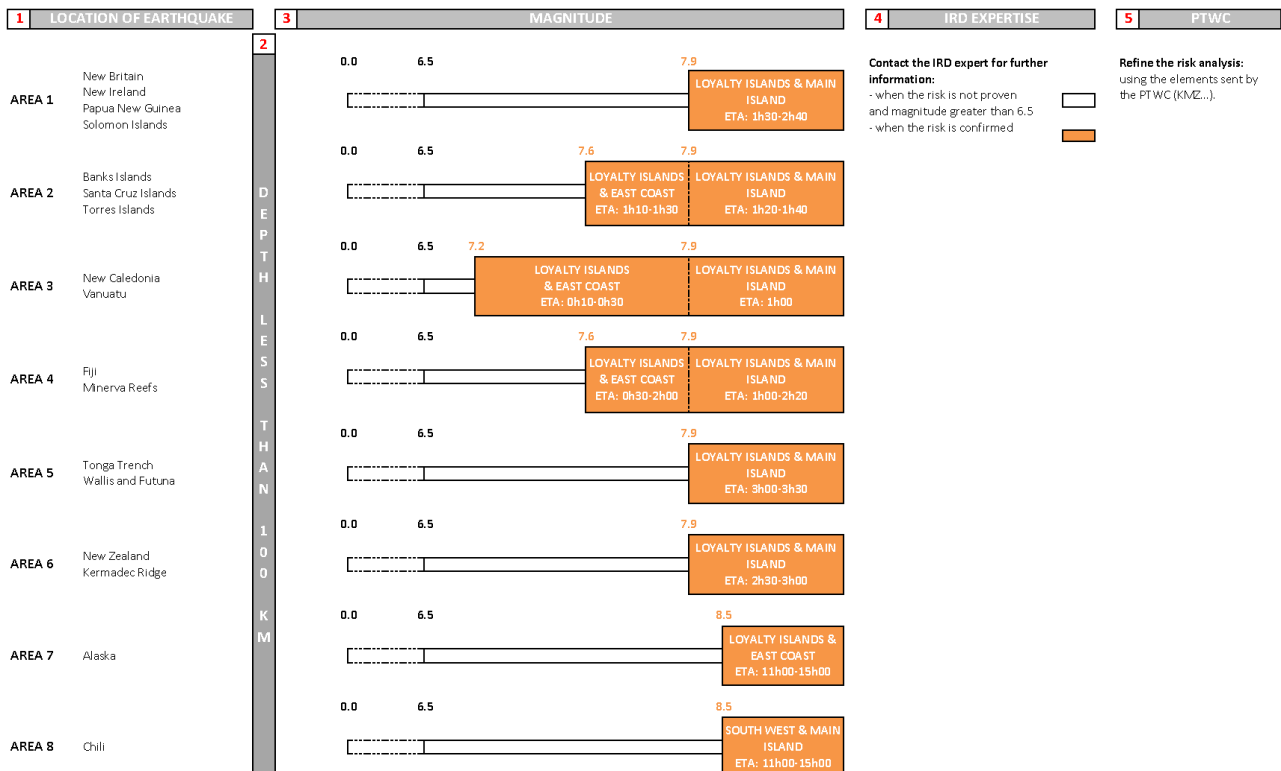 1 LOCATION OF EARTHQUAKE
2
3 MAGNITUDE
4 IRD EXPERTISE
5 PTWC
DEPTH LESS THAN 100 KM
Contact the IRD expert for further
information:
- when the risk is not proven
and magnitude greater than 6.5
- when the risk is confirmed
Refine the risk analysis:
using the elements sent by
the PTWC (KMZ...).
AREA 1
New Britain
New Ireland
Papua New Guinea
Solomon Islands
0.0 6.5 7.9
LOYALTY ISLANDS & MAIN
ISLAND
ETA: 1h30-2h40
AREA 2
Banks Islands
Santa Cruz Islands
Torres Islands
0.0 6.5 7.6 7.9
LOYALTY ISLANDS
& EAST COAST
ETA: 1h10-1h30
LOYALTY ISLANDS & MAIN
ISLAND
ETA: 1h20-1h40
AREA 3
New Caledonia
Vanuatu
0.0 6.5 7.2 7.9
LOYALTY ISLANDS
& EAST COAST
ETA: 0h10-0h30
LOYALTY ISLANDS & MAIN
ISLAND
ETA: 1h00
AREA 4
Fiji
Minerva Reefs
0.0 6.5 7.6 7.9
LOYALTY ISLANDS
& EAST COAST
ETA: 0h30-2h00
LOYALTY ISLANDS & MAIN
ISLAND
ETA: 1h00-2h20
AREA 5
Tonga Trench
Wallis and Futuna
0.0 6.5 7.9
LOYALTY ISLANDS & MAIN
ISLAND
ETA: 3h00-3h30
AREA 6
New Zealand
Kermadec Ridge
0.0 6.5 7.9
LOYALTY ISLANDS & MAIN
ISLAND
ETA: 2h30-3h00
AREA 7
Alaska
0.0 6.5 8.5
LOYALTY ISLANDS &
EAST COAST
ETA: 11h00-15h00
AREA 8
Chili
0.0 6.5 8.5
SOUTH WEST & MAIN
ISLAND
ETA: 11h00-15h00